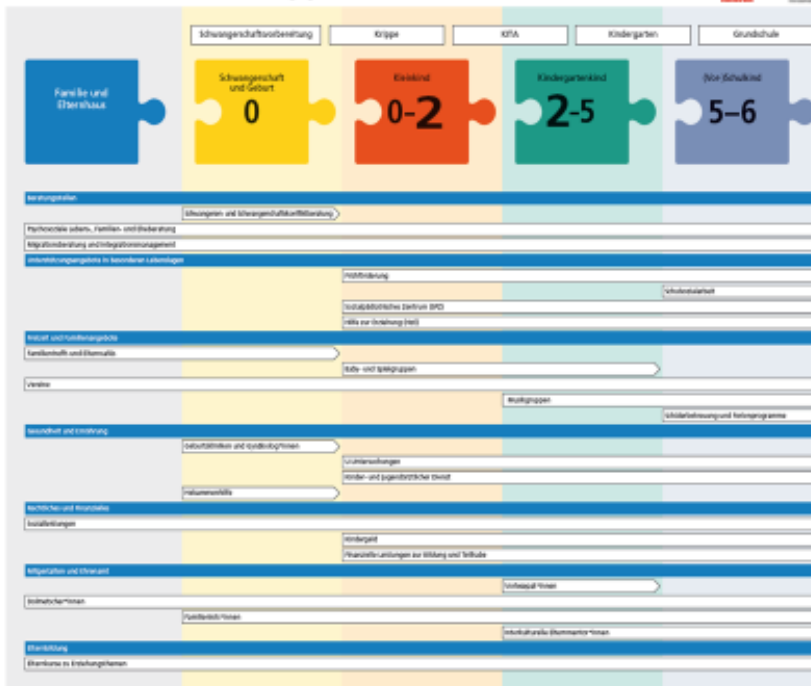 Schwangerschaftsvorbereitung
Krippe
KiTA
Kindergarten
Grundschule
Familie und
Elternhaus
Schwangerschaft
und Geburt
0
Kleinkind
0-2
Kindergartenkind
2-5
(Vor-)Schulkind
5–6
Beratungsstellen
Schwangeren- und Schwangerschaftskonfliktberatung
Psychosoziale Lebens-, Familien- und Eheberatung
Migrationsberatung und Integrationsmanagement
Unterstützungsangebote in besonderen Lebenslagen
Frühförderung
Schulsozialarbeit
Sozialpädiatrisches Zentrum (SPZ)
Hilfe zur Erziehung (HzE)
Freizeit und Familienangebote
Familientreffs und Elterncafés
Baby- und Spielgruppen
Vereine
Musikgruppen
Schülerbetreuung und Ferienprogramme
Gesundheit und Ernährung
Geburtskliniken und Gynäkolog*innen
U-Untersuchungen
Kinder- und Jugendärztlicher Dienst
Hebammenhilfe
Rechtliches und Finanzielles
Sozialleistungen
Kindergeld
Finanzielle Leistungen zur Bildung und Teilhabe
Mitgestalten und Ehrenamt
Vorlesepat*innen
Dolmetscher*innen
Interkulturelle Elternmentor*innen
Elternbildung
Elternkurse zu Erziehungsthemen